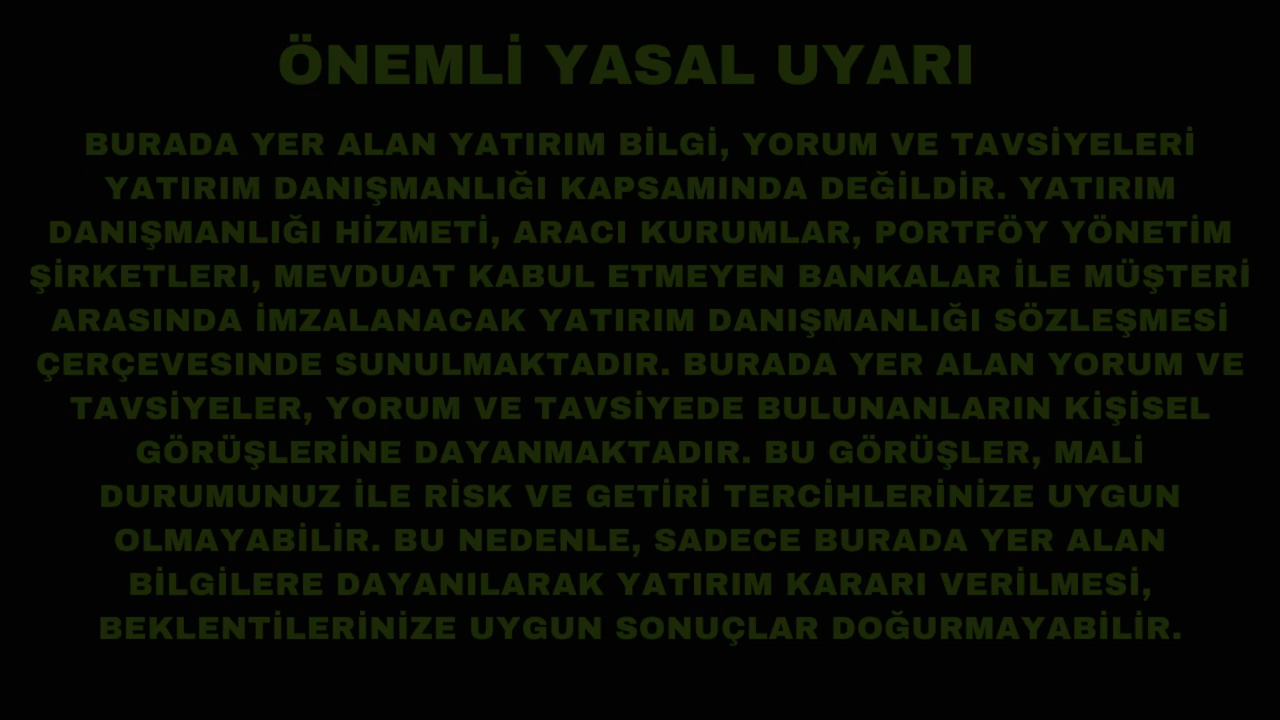 ÖNEMLİ YASAL UYARI
BURADA YER ALAN YATIRIM BİLGİ, YORUM VE TAVSİYELERİ
YATIRIM DANIŞMANLIĞI KAPSAMINDA DEĞİLDİR. YATIRIM
DANIŞMANLIĞI HİZMETİ, ARACI KURUMLAR, PORTFÖY YÖNETİM
ŞİRKETLERI, MEVDUAT KABUL ETMEYEN BANKALAR İLE MÜŞTERİ
ARASINDA İMZALANACAK YATIRIM DANIŞMANLIĞI SÖZLEŞMESİ
ÇERÇEVESINDE SUNULMAKTADIR. BURADA YER ALAN YORUM VE
TAVSİYELER, YORUM VE TAVSİYEDE BULUNANLARIN KİŞİSEL
GÖRÜŞLERİNE DAYANMAKTADIR. BU GÖRÜŞLER, MALİ
DURUMUNUZ İLE RİSK VE GETİRİ TERCİHLERİNİZE UYGUN
OLMAYABİLİR. BU NEDENLE, SADECE BURADA YER ALAN
BİLGİLERE DAYANILARAK YATIRIM KARARI VERİLMESİ,
BEKLENTİLERİNİZE UYGUN SONUÇLAR DOĞURMAYABİLİR.